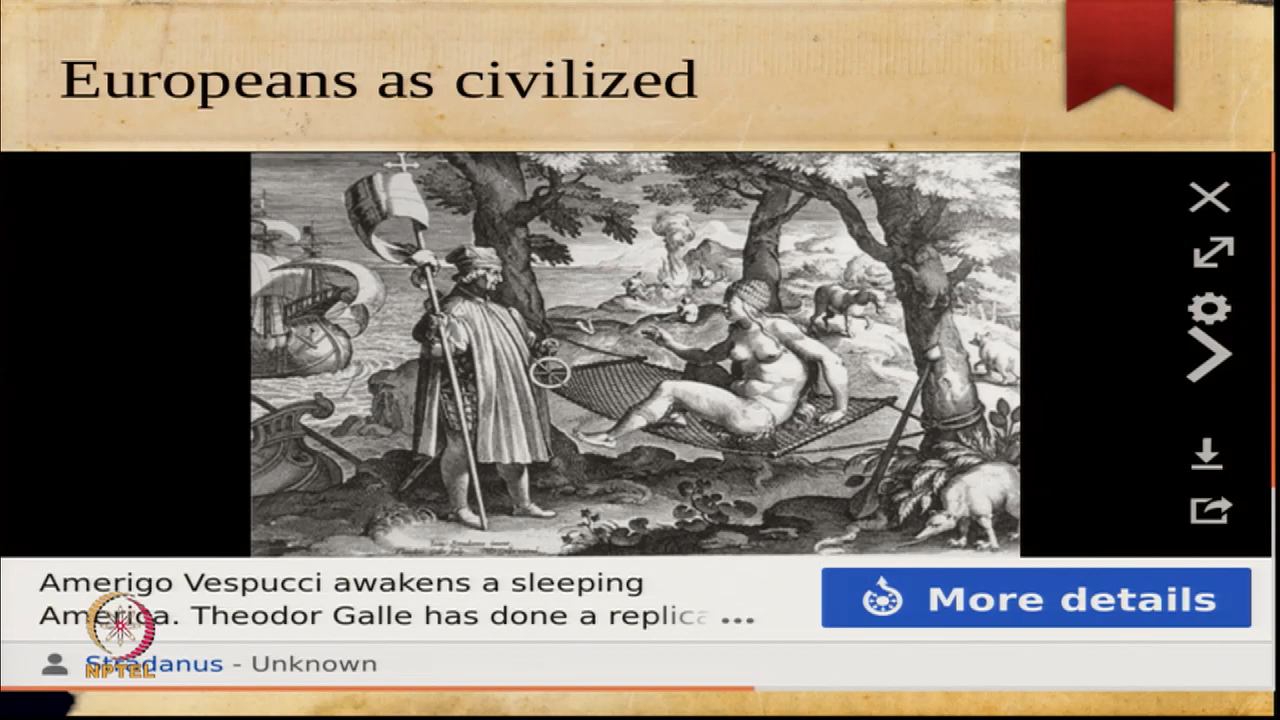 Europeans as civilized
Amerigo Vespucci awakens a sleeping
America. Theodor Galle has done a replica ...
More details
Stradanus - Unknown
NPTEL